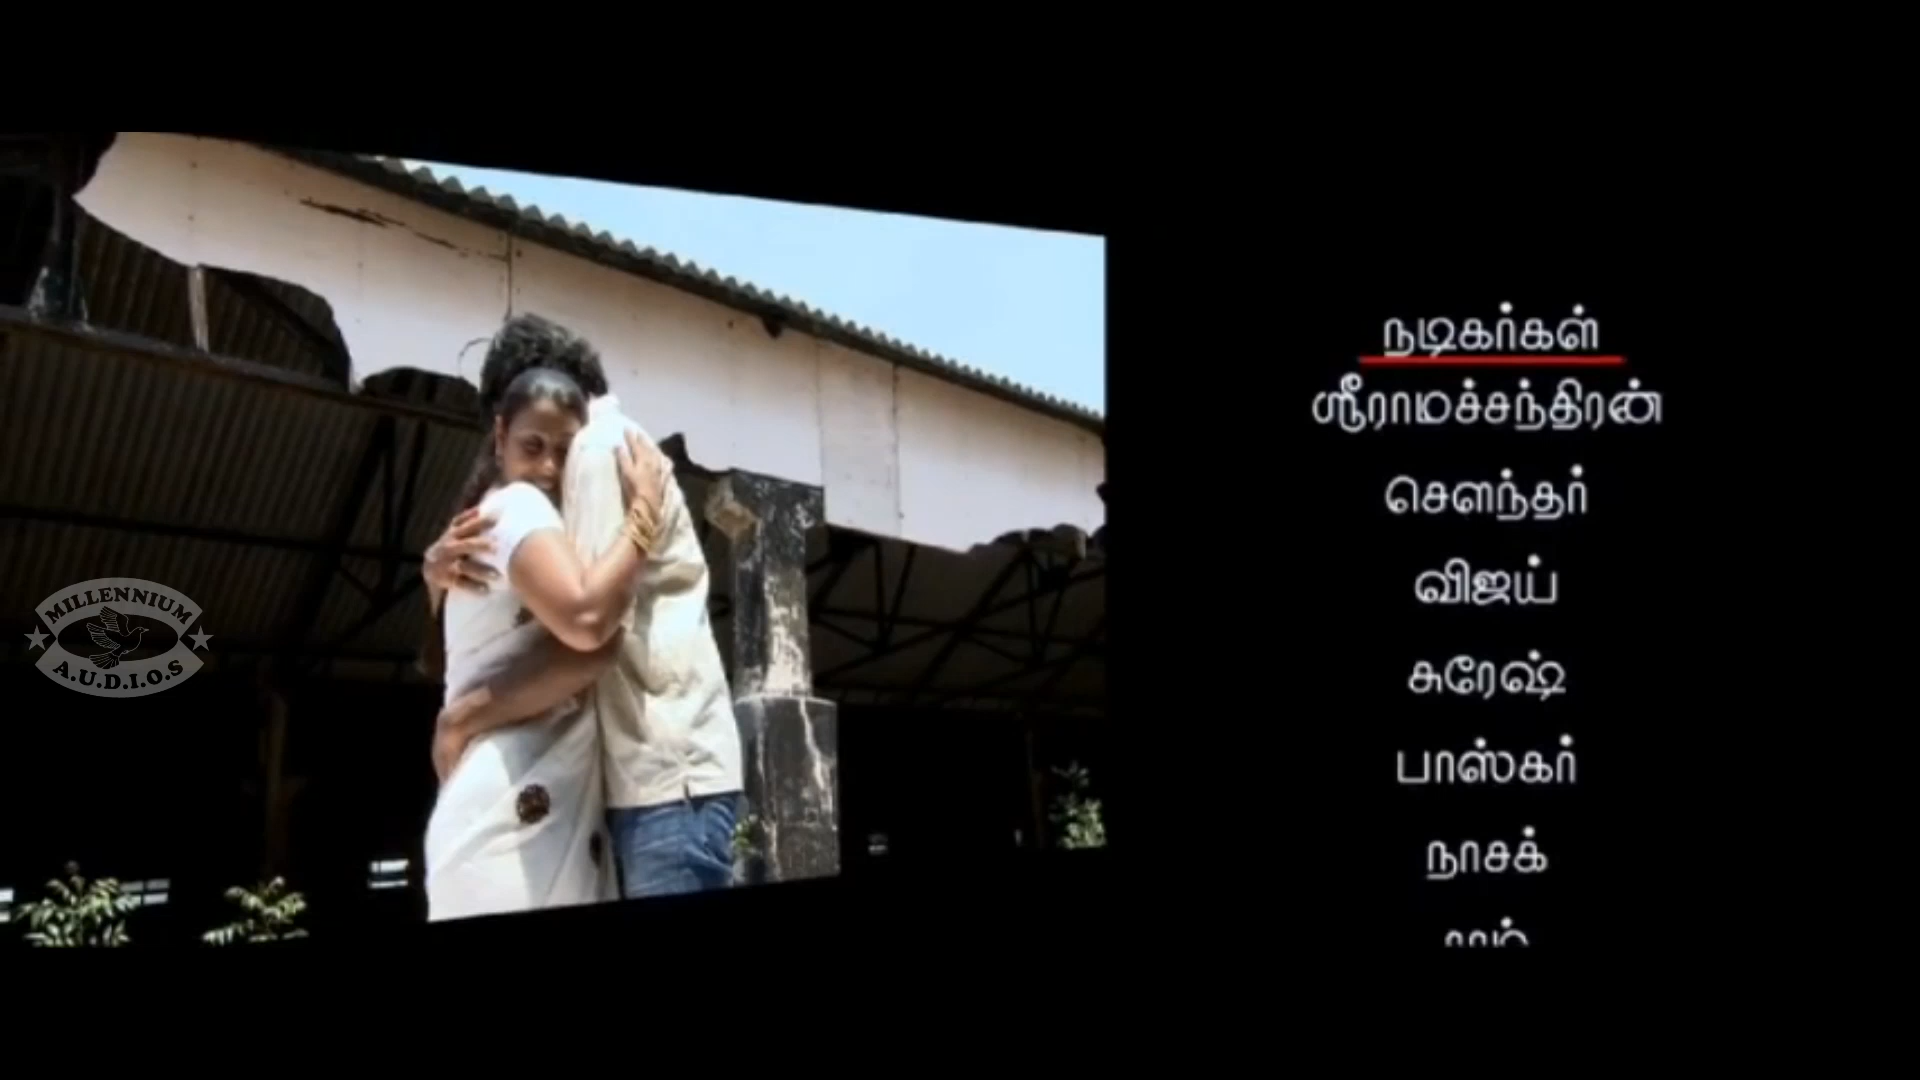 நடிகர்கள்
ஸ்ரீராமச்சந்திரன்
சௌந்தர்
விஜய்
சுரேஷ்
பாஸ்கர்
நாசக்
MILLENNIUM
A.U.D.I.O.S